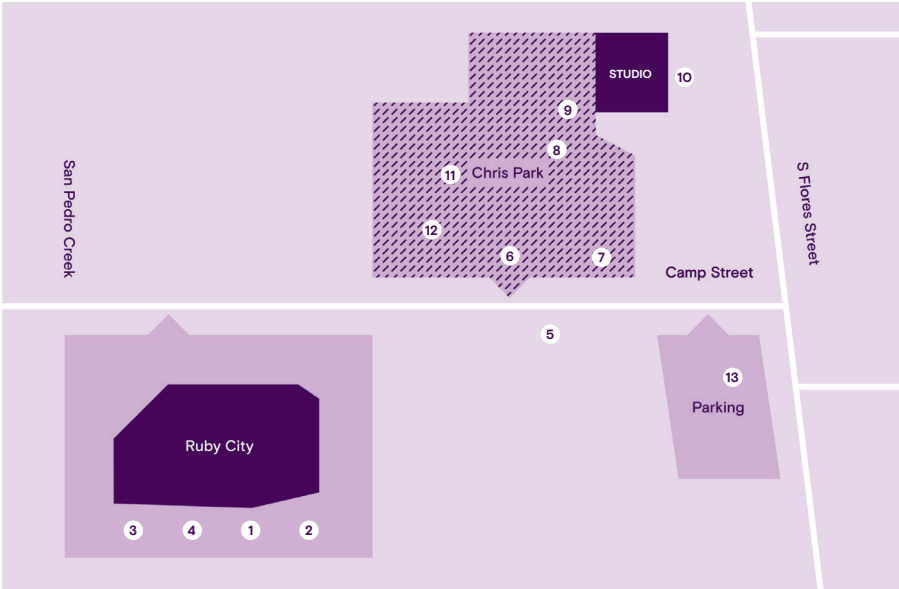 STUDIO
10
9
8
Chris Park
11
12
6
7
San Pedro Creek
S Flores Street
Camp Street
5
13
Parking
Ruby City
3
4
1
2